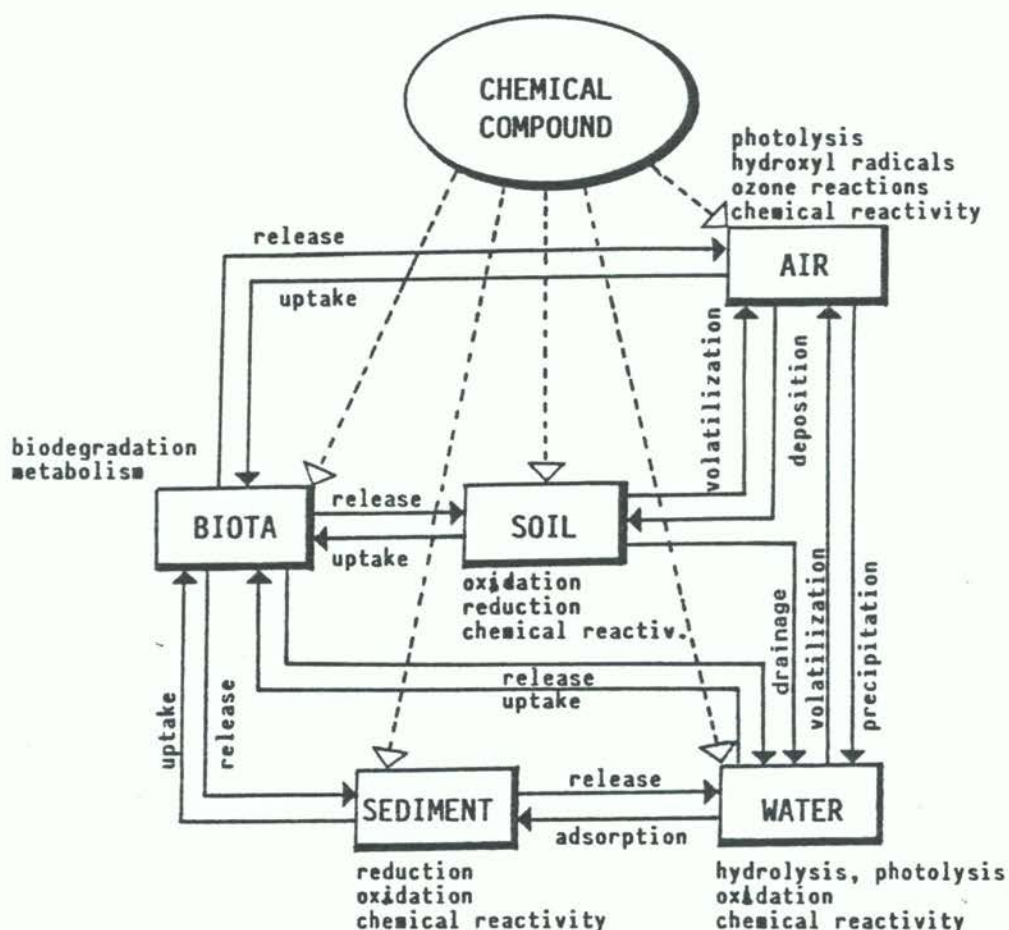 CHEMICAL
COMPOUND
photolysis
hydroxyl radicals
ozone reactions
chemical reactivity
release
AIR
uptake
volatilization
deposition
biodegradation
metabolism
release
BIOTA
SOIL
uptake
oxidation
reduction
chemical reactiv.
drainage
volatilization
precipitation
release
uptake
uptake
release
release
SEDIMENT
WATER
adsorption
reduction
oxidation
chemical reactivity
hydrolysis, photolysis
oxidation
chemical reactivity